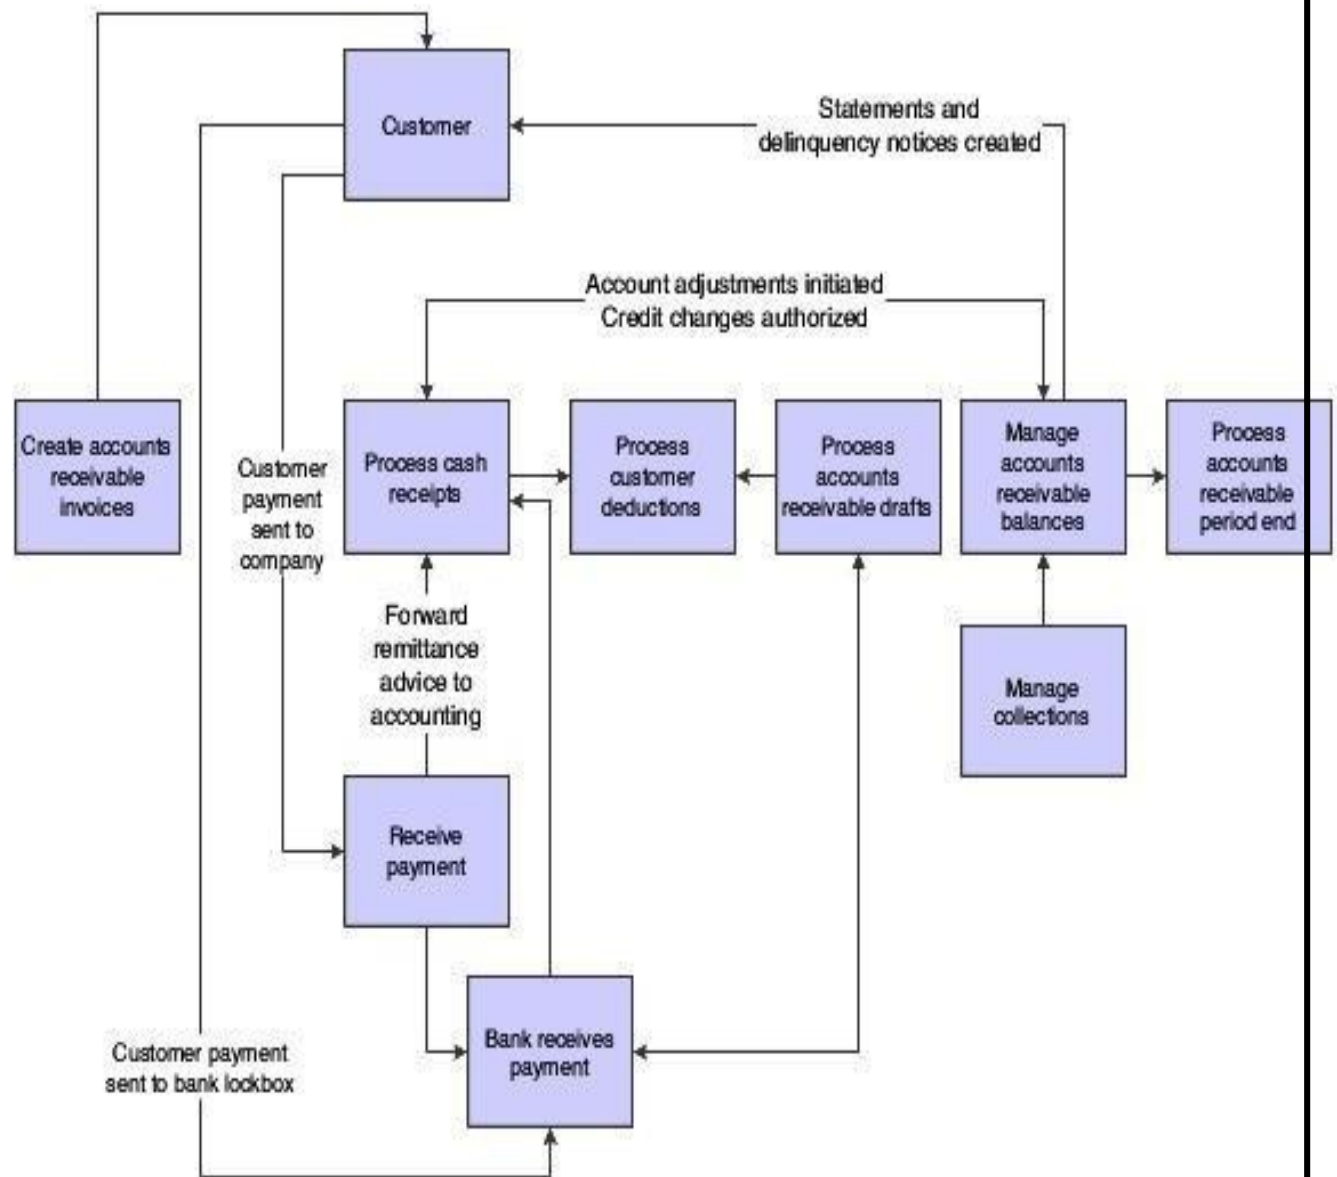 Customer
Statements and
delinquency notices created
Account adjustments initiated
Credit changes authorized
Create accounts
receivable
invoices
Customer
payment
sent to
company
Process cash
receipts
Process
customer
deductions
Process
accounts
receivable drafts
Manage
accounts
receivable
balances
Process
accounts
receivable
period end
Forward
remittance
advice to
accounting
Manage
collections
Receive
payment
Bank receives
payment
Customer payment
sent to bank lockbox